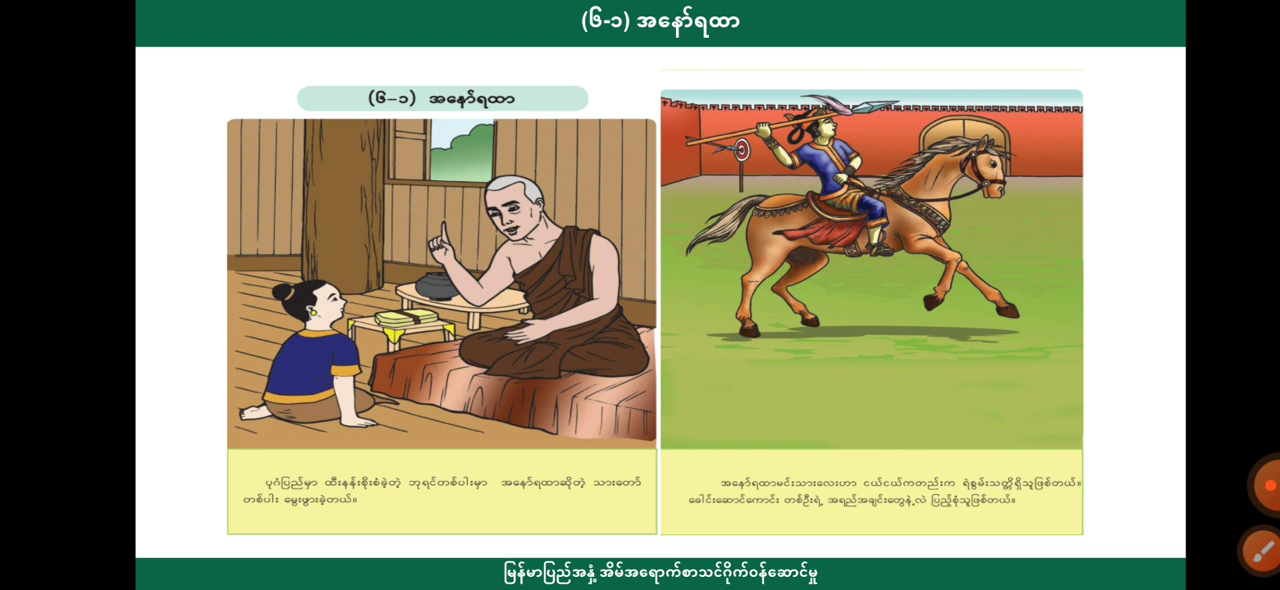 (၆-၁) အနော်ရထာ
(၆–၁) အနော်ရထာ
ပုဂံပြည်မှာ ထီးနန်းစိုးစံခဲ့တဲ့ ဘုရင်တစ်ပါးမှာ အနော်ရထာဆိုတဲ့ သားတော်
တစ်ပါး မွေးဖွားခဲ့တယ်။
အနော်ရထာမင်းသားလေးဟာ ငယ်ငယ်ကတည်းက ရဲစွမ်းသတ္တိရှိသူဖြစ်တယ်။
ခေါင်းဆောင်ကောင်း တစ်ဦးရဲ့ အရည်အချင်းတွေနဲ့လဲ ပြည့်စုံသူဖြစ်တယ်။
မြန်မာပြည်အနှံ့ အိမ်အရောက်စာသင်ဂိုက်ဝန်ဆောင်မှု